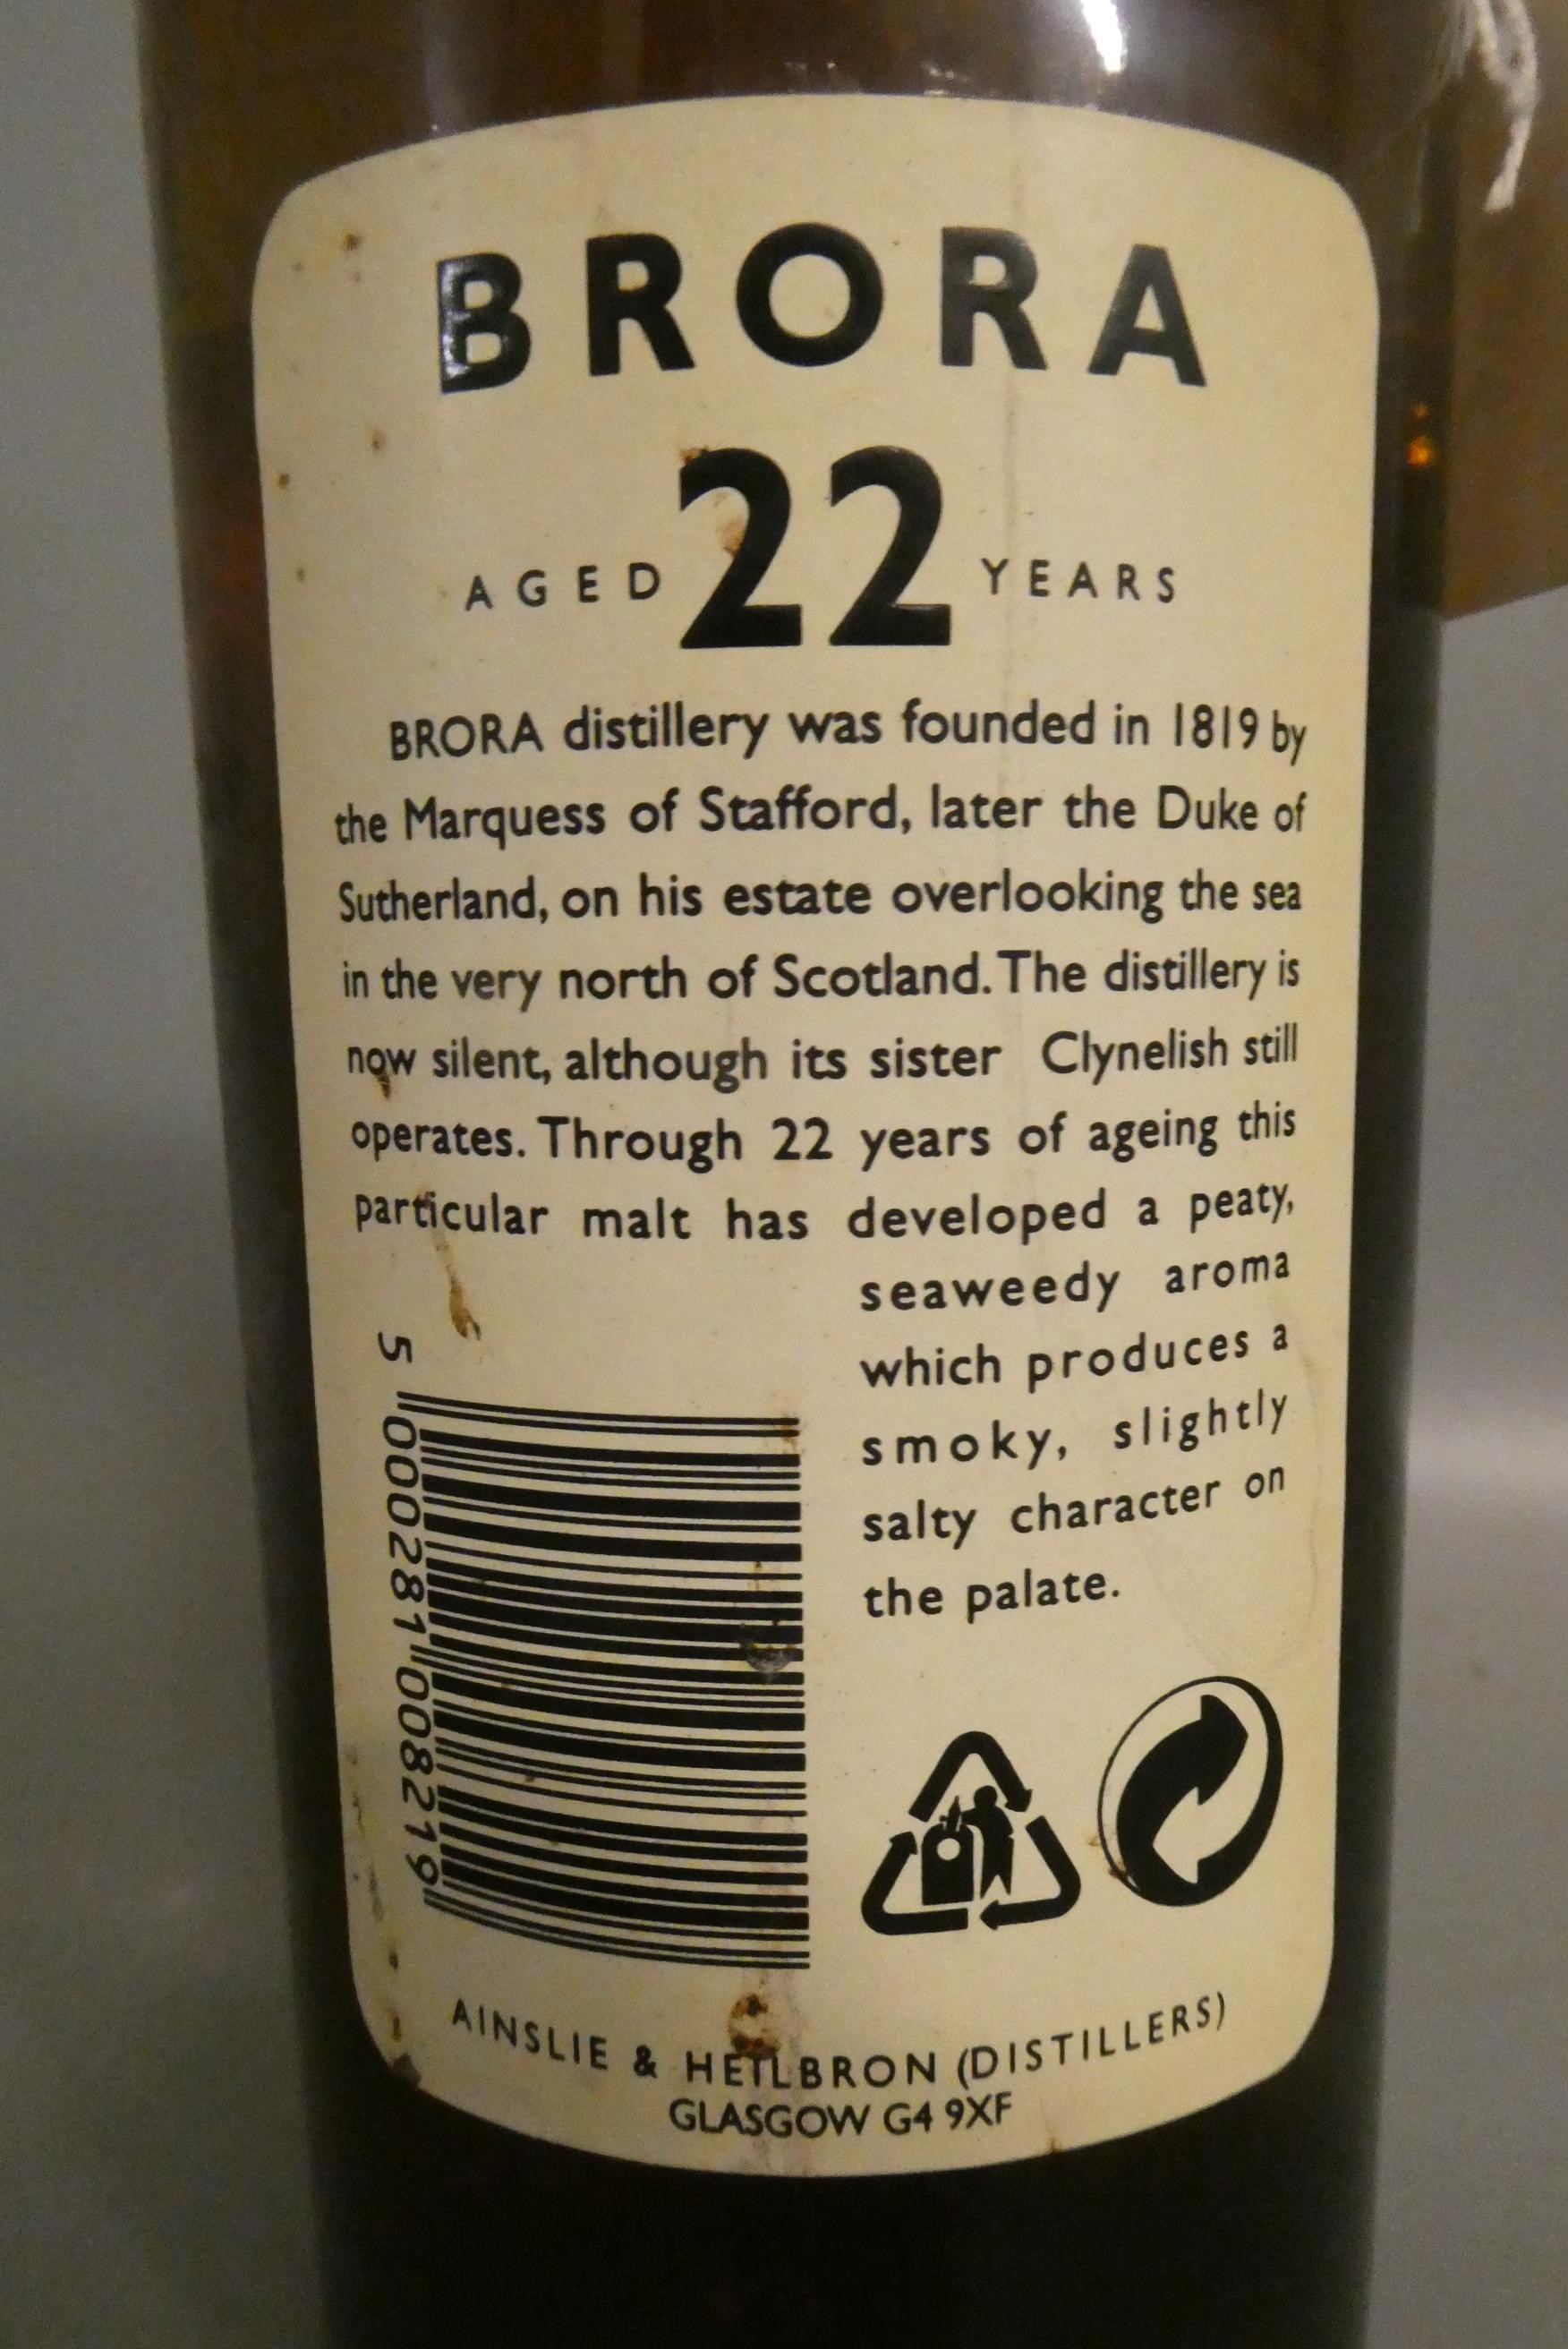 BRORA
AGED 22 YEARS
BRORA distillery was founded in 1819 by
the Marquess of Stafford, later the Duke of
Sutherland, on his estate overlooking the sea
in the very north of Scotland. The distillery is
now silent, although its sister Clynelish still
operates. Through 22 years of ageing this
particular malt has developed a peaty,
seaweedy aroma
which produces a
smoky, slightly
salty character on
the palate.
5 000281 008219
AINSLIE & HEILBRON (DISTILLERS)
GLASGOW G4 9XF